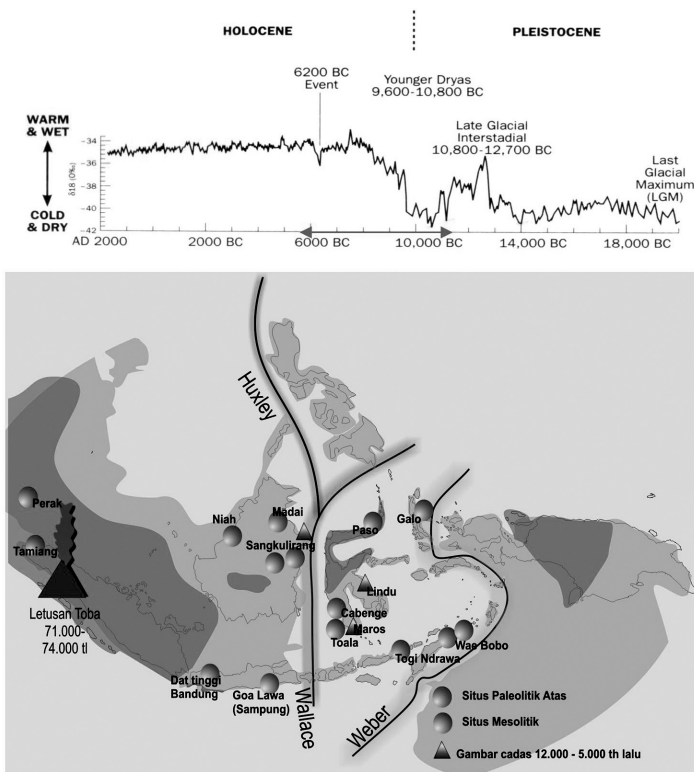 HOLOCENE
PLEISTOCENE
6200 BC
Event
Younger Dryas
9,600-10,800 BC
Late Glacial
Interstadial
10,800-12,700 BC
Last
Glacial
Maximum
(LGM)
WARM
& WET
COLD
& DRY
δ18 (0‰)
-34
-36
-38
-40
-42
AD 2000
2000 BC
6000 BC
10,000 BC
14,000 BC
18,000 BC
Huxley
Perak
Tamiang
Letusan Toba
71.000-
74.000 tl
Niah
Madai
Sangkulirang
Paso
Galo
Lindu
Cabenge
Maros
Toala
Wae Bobo
Togi Ndrawa
Dat tinggi
Bandung
Goa Lawa
(Sampung)
Wallace
Weber
Situs Paleolitik Atas
Situs Mesolitik
Gambar cadas 12.000 - 5.000 th lalu